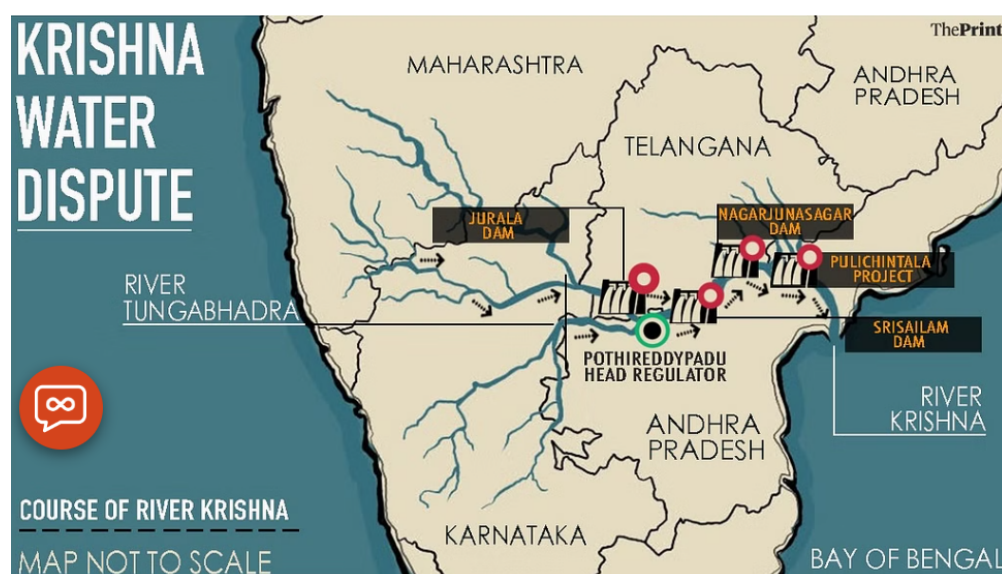 KRISHNA
WATER
DISPUTE
ThePrint
MAHARASHTRA
ANDHRA
PRADESH
TELANGANA
JURALA
DAM
NAGARJUNASAGAR
DAM
PULICHINTALA
PROJECT
RIVER
TUNGABHADRA
SRISAILAM
DAM
POTHIREDDYPADU
HEAD REGULATOR
RIVER
KRISHNA
ANDHRA
PRADESH
COURSE OF RIVER KRISHNA
KARNATAKA
MAP NOT TO SCALE
BAY OF BENGAL